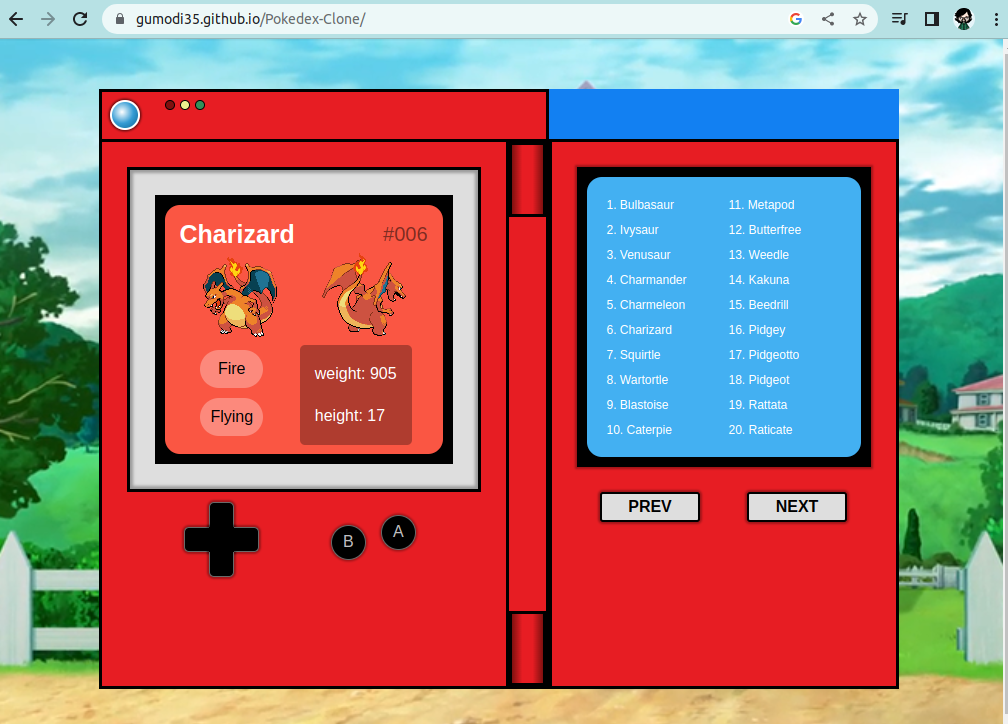 gumodi35.github.io/Pokedex-Clone/
Charizard #006
Fire
Flying
weight: 905
height: 17
B A
1. Bulbasaur
2. Ivysaur
3. Venusaur
4. Charmander
5. Charmeleon
6. Charizard
7. Squirtle
8. Wartortle
9. Blastoise
10. Caterpie
11. Metapod
12. Butterfree
13. Weedle
14. Kakuna
15. Beedrill
16. Pidgey
17. Pidgeotto
18. Pidgeot
19. Rattata
20. Raticate
PREV NEXT